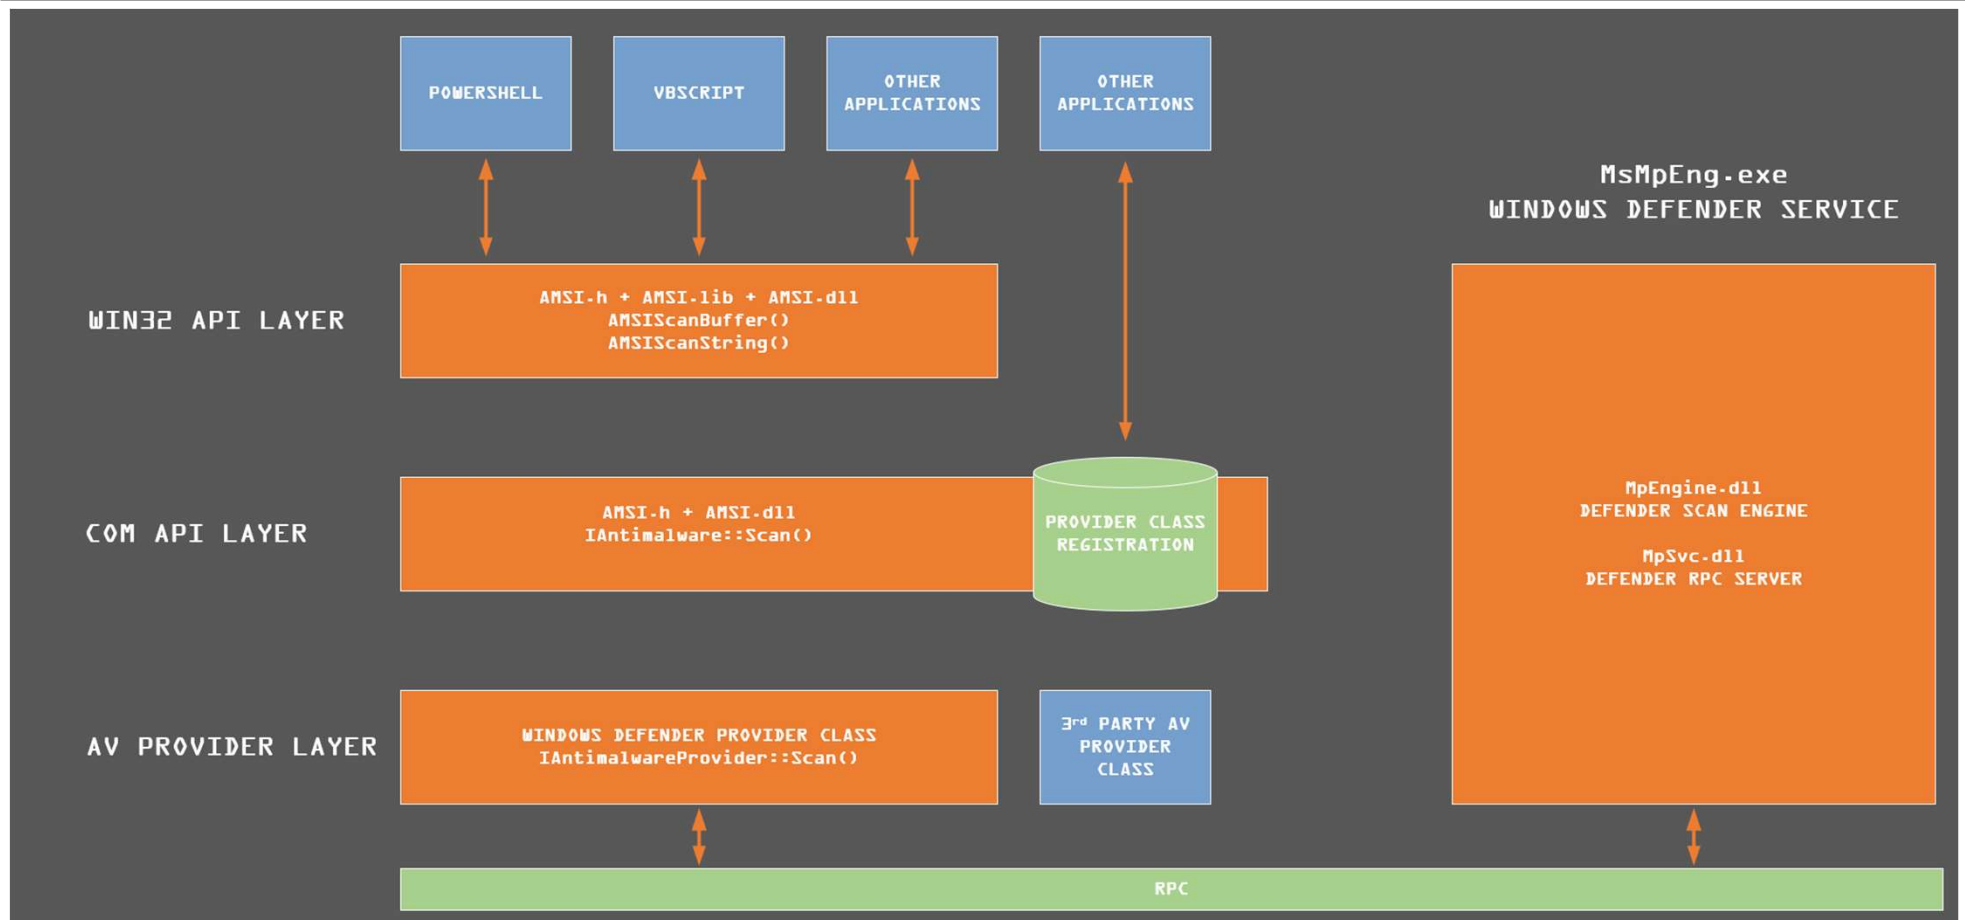 POWERSHELL
VBSCRIPT
OTHER
APPLICATIONS
OTHER
APPLICATIONS
MsMpEng.exe
WINDOWS DEFENDER SERVICE
WIN32 API LAYER
AMSI.h + AMSI.lib + AMSI.dll
AMSIScanBuffer()
AMSIScanString()
COM API LAYER
AMSI.h + AMSI.dll
IAntimalware::Scan()
PROVIDER CLASS
REGISTRATION
MpEngine.dll
DEFENDER SCAN ENGINE
MpSvc.dll
DEFENDER RPC SERVER
AV PROVIDER LAYER
WINDOWS DEFENDER PROVIDER CLASS
IAntimalwareProvider::Scan()
3rd PARTY AV
PROVIDER
CLASS
RPC